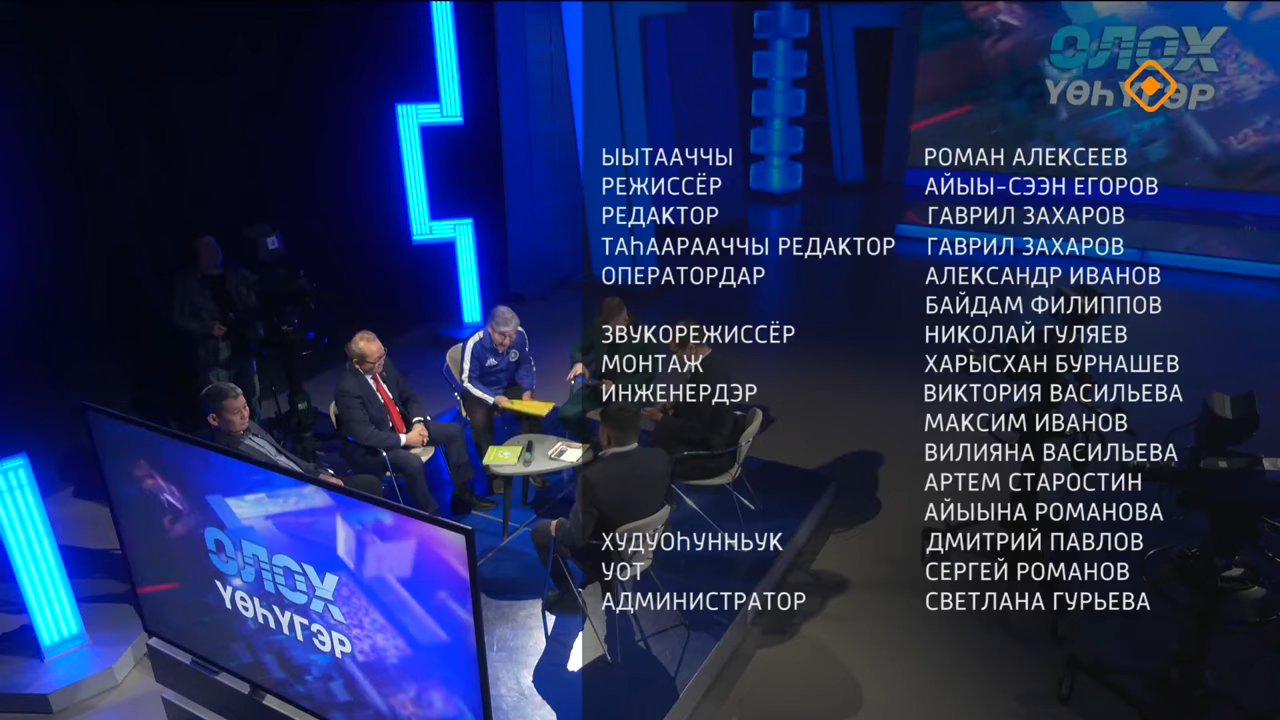 ОЛОХ
ҮӨҺҮГЭР
ЫЫТААЧЧЫ РОМАН АЛЕКСЕЕВ
РЕЖИССЁР АЙЫЫ-СЭЭН ЕГОРОВ
РЕДАКТОР ГАВРИЛ ЗАХАРОВ
ТАҺААРААЧЧЫ РЕДАКТОР ГАВРИЛ ЗАХАРОВ
ОПЕРАТОРДАР АЛЕКСАНДР ИВАНОВ
БАЙДАМ ФИЛИППОВ
ЗВУКОРЕЖИССЁР НИКОЛАЙ ГУЛЯЕВ
МОНТАЖ ХАРЫСХАН БУРНАШЕВ
ИНЖЕНЕРДЭР ВИКТОРИЯ ВАСИЛЬЕВА
МАКСИМ ИВАНОВ
ВИЛИЯНА ВАСИЛЬЕВА
АРТЕМ СТАРОСТИН
АЙЫЫНА РОМАНОВА
ХУДУОҺУННЬУК ДМИТРИЙ ПАВЛОВ
УОТ СЕРГЕЙ РОМАНОВ
АДМИНИСТРАТОР СВЕТЛАНА ГУРЬЕВА
ОЛОХ
ҮӨҺҮГЭР